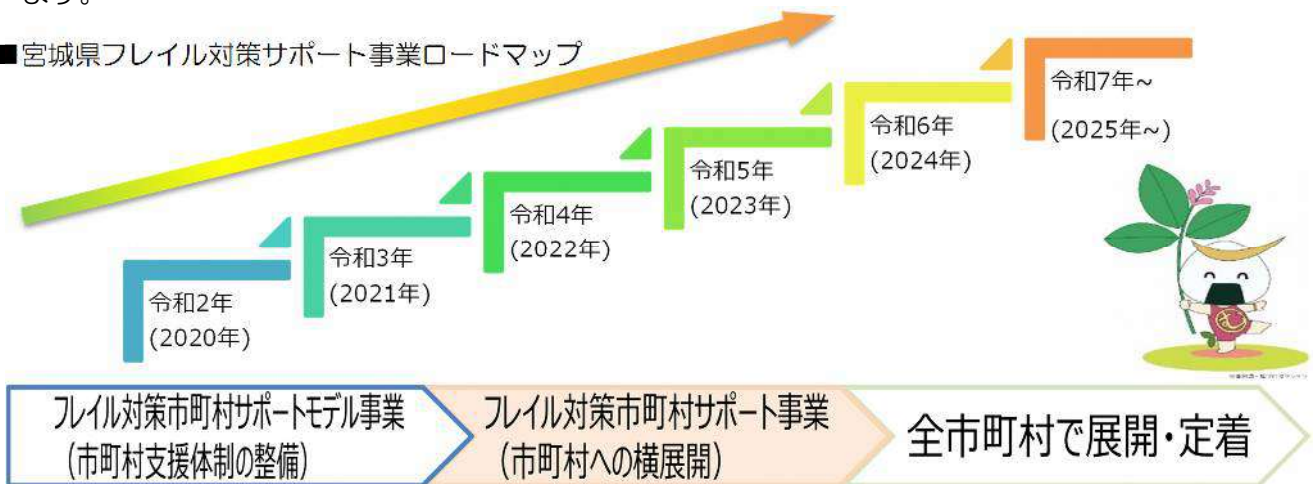 ます。
■宮城県フレイル対策サポート事業ロードマップ
令和2年
(2020年)
令和3年
(2021年)
令和4年
(2022年)
令和5年
(2023年)
令和6年
(2024年)
令和7年~
(2025年~)
む
フレイル対策市町村サポートモデル事業
(市町村支援体制の整備)
フレイル対策市町村サポート事業
(市町村への横展開)
全市町村で展開・定着